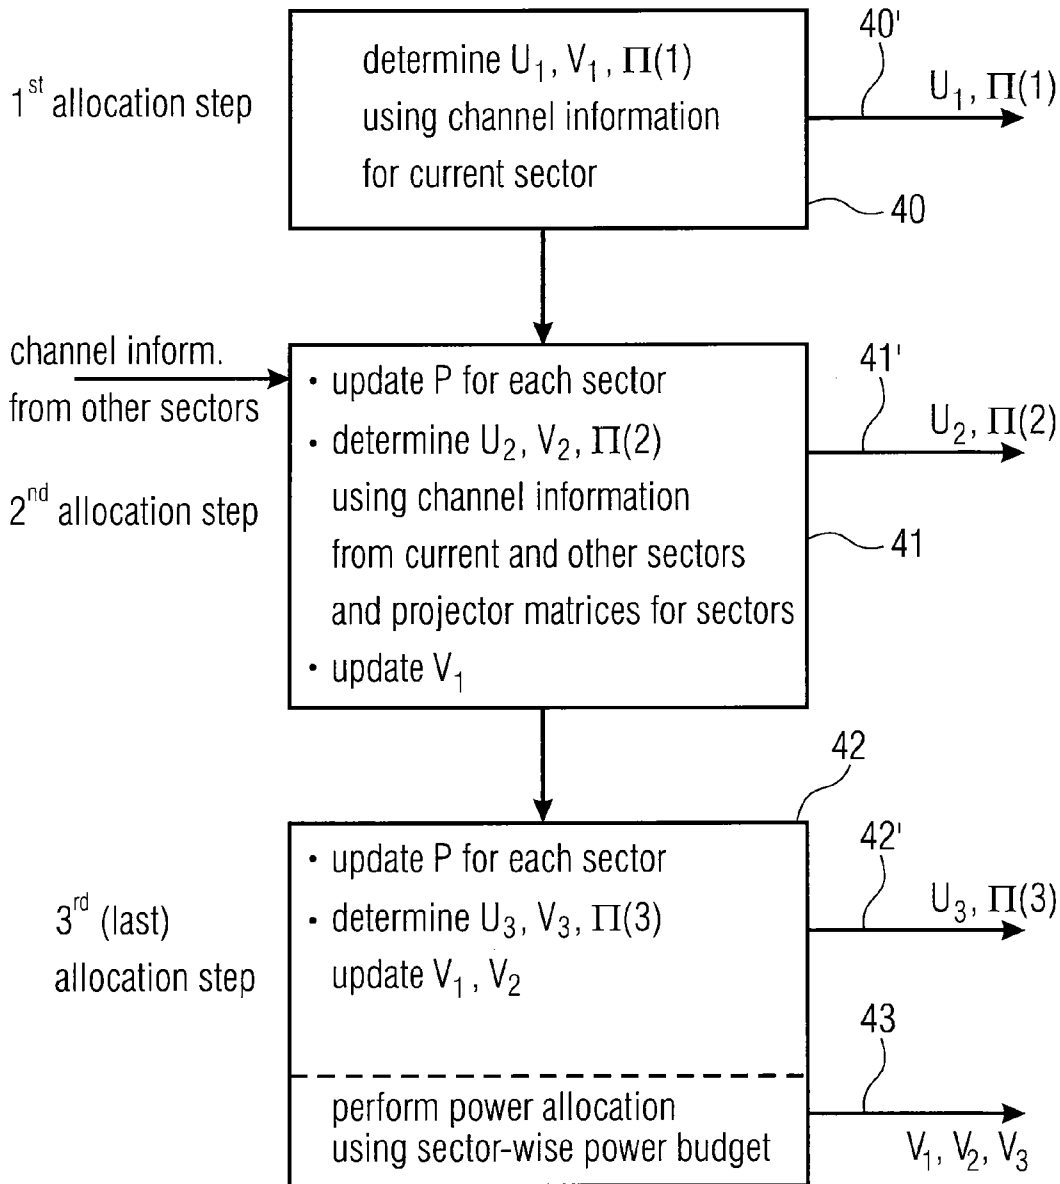 40'
determine U₁, V₁, Π(1)
using channel information
for current sector
1st allocation step
U₁, Π(1)
40
channel inform.
from other sectors
2nd allocation step
· update P for each sector
· determine U₂, V₂, Π(2)
using channel information
from current and other sectors
and projector matrices for sectors
· update V₁
41'
U₂, Π(2)
41
42
3rd (last)
allocation step
· update P for each sector
· determine U₃, V₃, Π(3)
update V₁, V₂
42'
U₃, Π(3)
43
perform power allocation
using sector-wise power budget
V₁, V₂, V₃